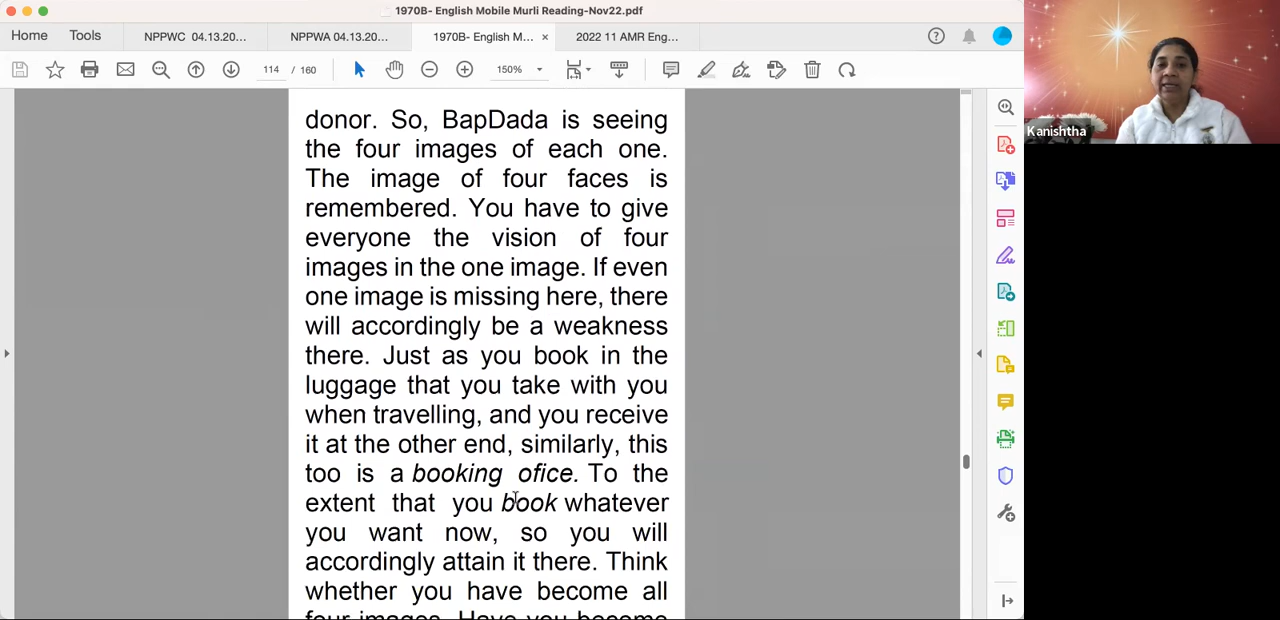 1970B- English Mobile Murli Reading-Nov22.pdf
Home Tools NPPWC 04.13.20... NPPWA 04.13.20... 1970B- English M... × 2022 11 AMR Eng...
114 / 160 150%
Kanishtha
donor. So, BapDada is seeing
the four images of each one.
The image of four faces is
remembered. You have to give
everyone the vision of four
images in the one image. If even
one image is missing here, there
will accordingly be a weakness
there. Just as you book in the
luggage that you take with you
when travelling, and you receive
it at the other end, similarly, this
too is a booking ofice. To the
extent that you book whatever
you want now, so you will
accordingly attain it there. Think
whether you have become all
four images. Have you become